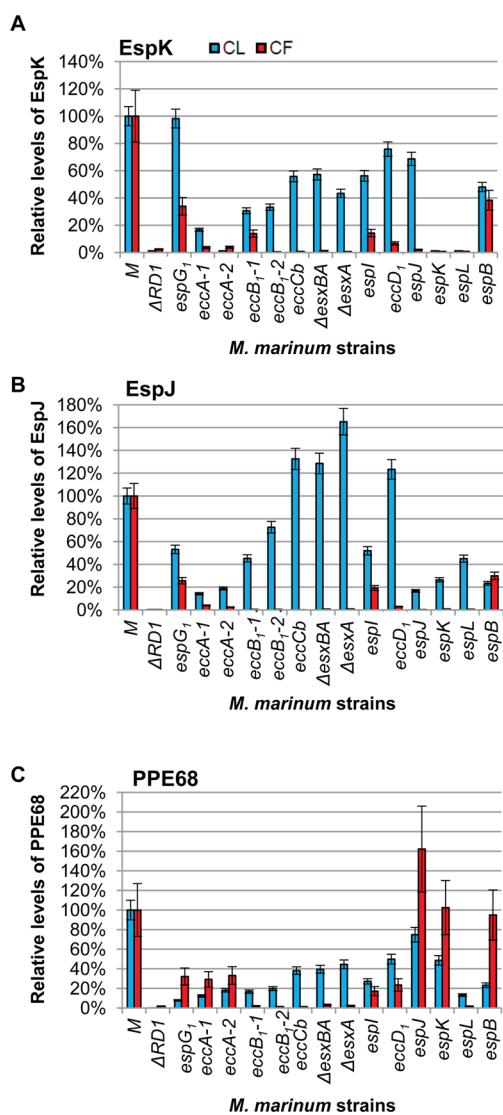 A
EspK
CL CF
Relative levels of EspK
140%
120%
100%
80%
60%
40%
20%
0%
M
ΔRD1
espG1
eccA-1
eccA-2
eccB1-1
eccB1-2
eccCb
ΔesxBA
ΔesxA
espI
eccD1
espJ
espK
espL
espB
M. marinum strains
B
EspJ
Relative levels of EspJ
180%
160%
140%
120%
100%
80%
60%
40%
20%
0%
M
ΔRD1
espG1
eccA-1
eccA-2
eccB1-1
eccB1-2
eccCb
ΔesxBA
ΔesxA
espI
eccD1
espJ
espK
espL
espB
M. marinum strains
C
PPE68
Relative levels of PPE68
220%
200%
180%
160%
140%
120%
100%
80%
60%
40%
20%
0%
M
ΔRD1
espG1
eccA-1
eccA-2
eccB1-1
eccB1-2
eccCb
ΔesxBA
ΔesxA
espI
eccD1
espJ
espK
espL
espB
M. marinum strains